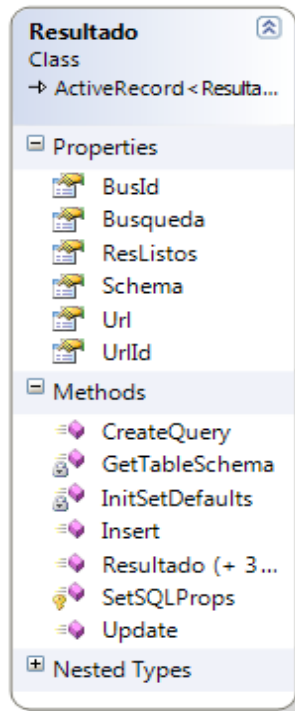 Resultado
Class
ActiveRecord<Resulta...
Properties
BusId
Busqueda
ResListos
Schema
Url
UrlId
Methods
CreateQuery
GetTableSchema
InitSetDefaults
Insert
Resultado (+ 3...
SetSQLProps
Update
Nested Types